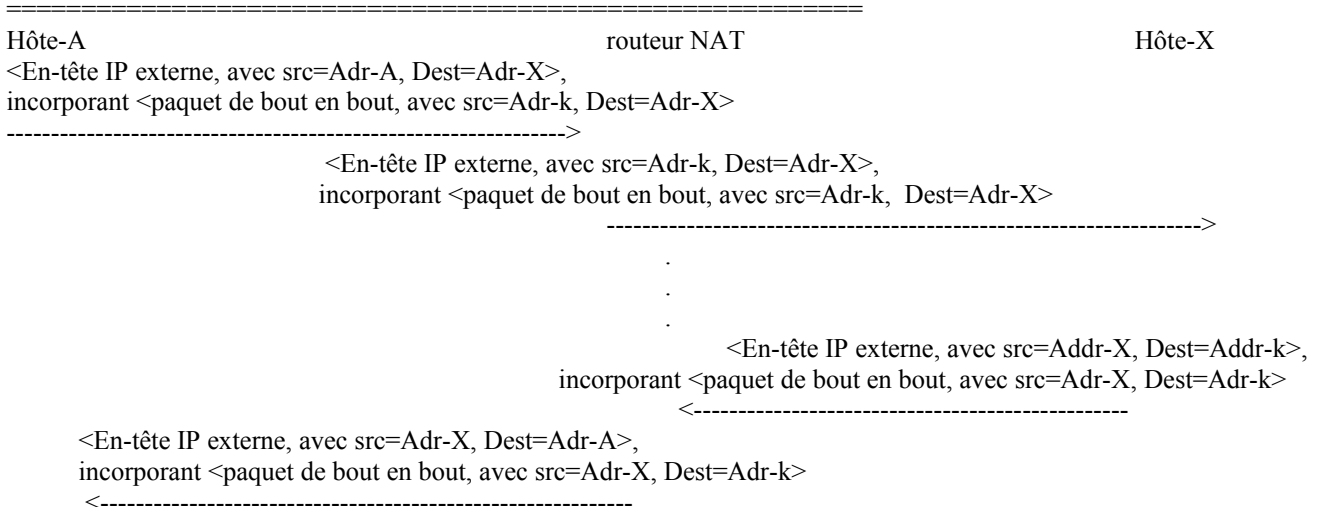 ==========================================================
Hôte-A routeur NAT Hôte-X
<En-tête IP externe, avec src=Adr-A, Dest=Adr-X>,
incorporant <paquet de bout en bout, avec src=Adr-k, Dest=Adr-X>
---------------------------------------------------------------->
<En-tête IP externe, avec src=Adr-k, Dest=Adr-X>,
incorporant <paquet de bout en bout, avec src=Adr-k, Dest=Adr-X>
-------------------------------------------------------------------->
.
.
.
<En-tête IP externe, avec src=Addr-X, Dest=Addr-k>,
incorporant <paquet de bout en bout, avec src=Adr-X, Dest=Adr-k>
<--------------------------------------------------
<En-tête IP externe, avec src=Adr-X, Dest=Adr-A>,
incorporant <paquet de bout en bout, avec src=Adr-X, Dest=Adr-k>
<-------------------------------------------------------------